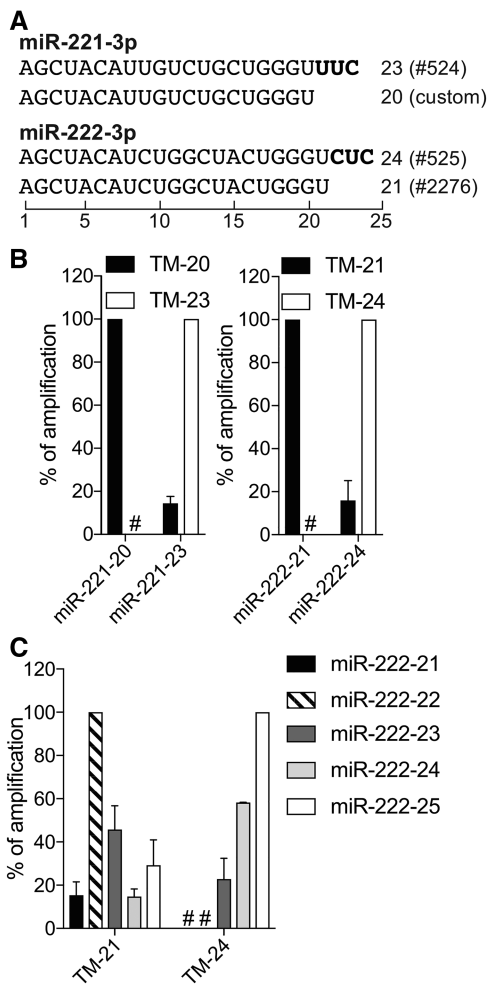 A
miR-221-3p
AGCUACAUUGUCUGCUGGGUUUC 23 (#524)
AGCUACAUUGUCUGCUGGGU 20 (custom)
miR-222-3p
AGCUACAUCUGGCUACUGGGUCUC 24 (#525)
AGCUACAUCUGGCUACUGGGU 21 (#2276)
1 5 10 15 20 25
B
TM-20
TM-23
% of amplification
120
100
80
60
40
20
0
#
miR-221-20 miR-221-23
TM-21
TM-24
% of amplification
120
100
80
60
40
20
0
#
miR-222-21 miR-222-24
C
% of amplification
120
100
80
60
40
20
0
# #
TM-21 TM-24
miR-222-21
miR-222-22
miR-222-23
miR-222-24
miR-222-25